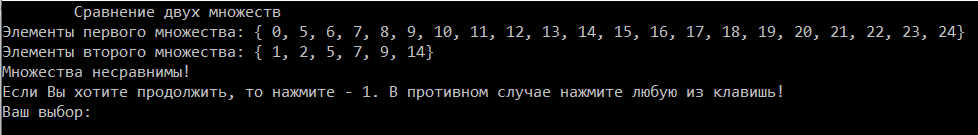 Сравнение двух множеств
Элементы первого множества: { 0, 5, 6, 7, 8, 9, 10, 11, 12, 13, 14, 15, 16, 17, 18, 19, 20, 21, 22, 23, 24}
Элементы второго множества: { 1, 2, 5, 7, 9, 14}
Множества несравнимы!
Если Вы хотите продолжить, то нажмите - 1. В противном случае нажмите любую из клавишь!
Ваш выбор: